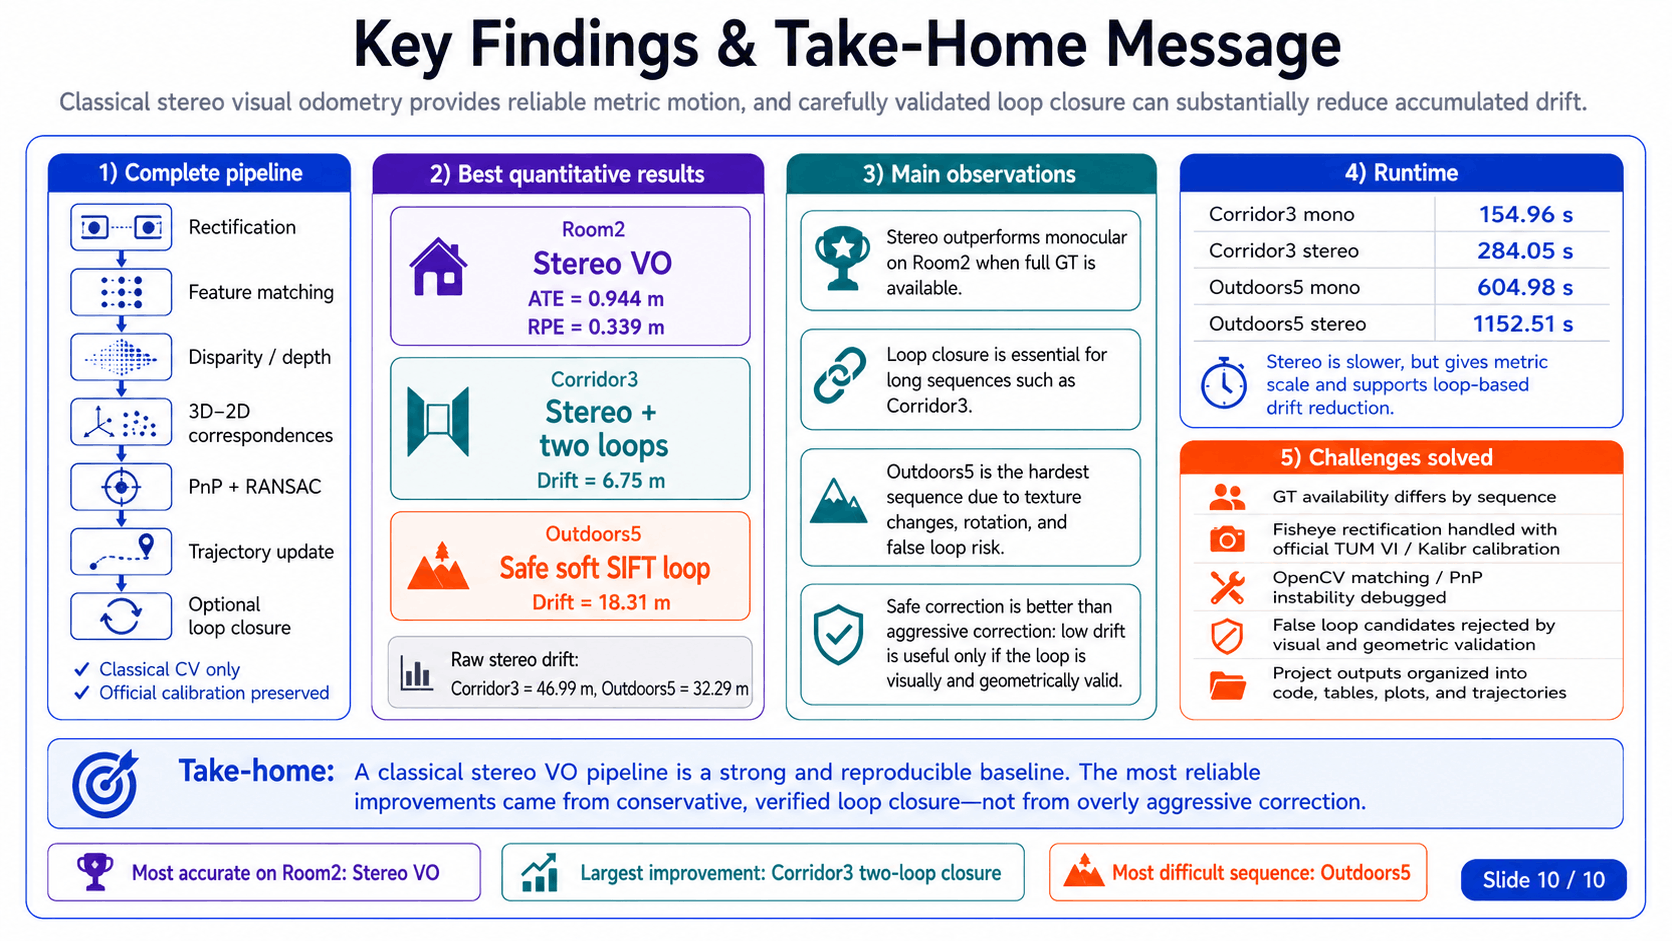 Key Findings & Take-Home Message
Classical stereo visual odometry provides reliable metric motion, and carefully validated loop closure can substantially reduce accumulated drift.
1) Complete pipeline
Rectification
Feature matching
Disparity / depth
3D–2D
correspondences
PnP + RANSAC
Trajectory update
Optional
loop closure
✓ Classical CV only
✓ Official calibration preserved
2) Best quantitative results
Room2
Stereo VO
ATE = 0.944 m
RPE = 0.339 m
Corridor3
Stereo +
two loops
Drift = 6.75 m
Outdoors5
Safe soft SIFT loop
Drift = 18.31 m
Raw stereo drift:
Corridor3 = 46.99 m, Outdoors5 = 32.29 m
3) Main observations
Stereo outperforms monocular
on Room2 when full GT is
available.
Loop closure is essential for
long sequences such as
Corridor3.
Outdoors5 is the hardest
sequence due to texture
changes, rotation, and
false loop risk.
Safe correction is better than
aggressive correction: low drift
is useful only if the loop is
visually and geometrically valid.
4) Runtime
Corridor3 mono 154.96 s
Corridor3 stereo 284.05 s
Outdoors5 mono 604.98 s
Outdoors5 stereo 1152.51 s
Stereo is slower, but gives metric
scale and supports loop-based
drift reduction.
5) Challenges solved
GT availability differs by sequence
Fisheye rectification handled with
official TUM VI / Kalibr calibration
OpenCV matching / PnP
instability debugged
False loop candidates rejected by
visual and geometric validation
Project outputs organized into
code, tables, plots, and trajectories
Take-home: A classical stereo VO pipeline is a strong and reproducible baseline. The most reliable
improvements came from conservative, verified loop closure—not from overly aggressive correction.
Most accurate on Room2: Stereo VO
Largest improvement: Corridor3 two-loop closure
Most difficult sequence: Outdoors5
Slide 10 / 10